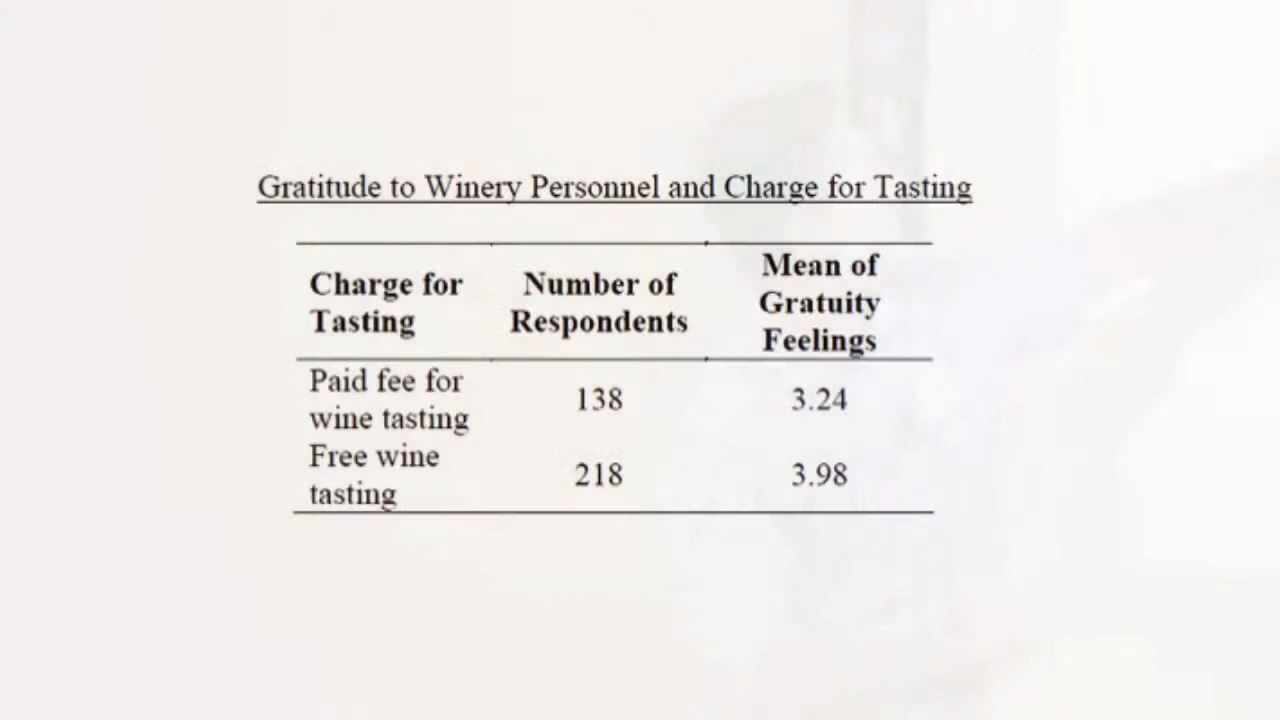 Gratitude to Winery Personnel and Charge for Tasting
Charge for Tasting Number of Respondents Mean of Gratuity Feelings
Paid fee for wine tasting 138 3.24
Free wine tasting 218 3.98